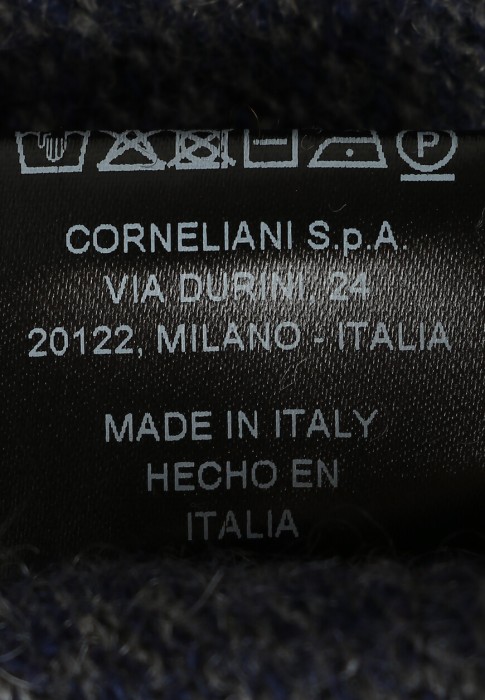 P
CORNELIANI S.p.A.
VIA DURINI, 24
20122, MILANO - ITALIA
MADE IN ITALY
HECHO EN
ITALIA